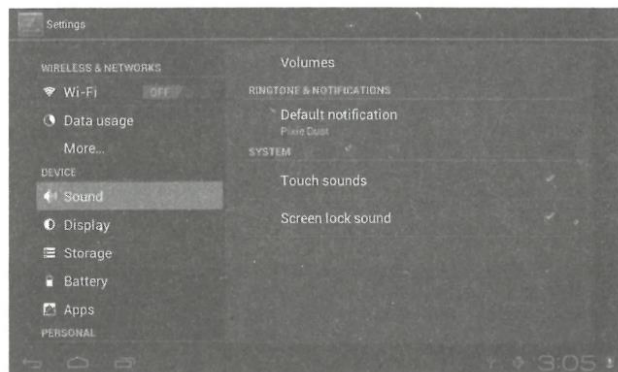 Settings
WIRELESS & NETWORKS
Wi-Fi OFF
Data usage
More...
DEVICE
Sound
Display
Storage
Battery
Apps
PERSONAL
Volumes
RINGTONE & NOTIFICATIONS
Default notification
Pixie Dust
SYSTEM
Touch sounds
Screen lock sound
3:05